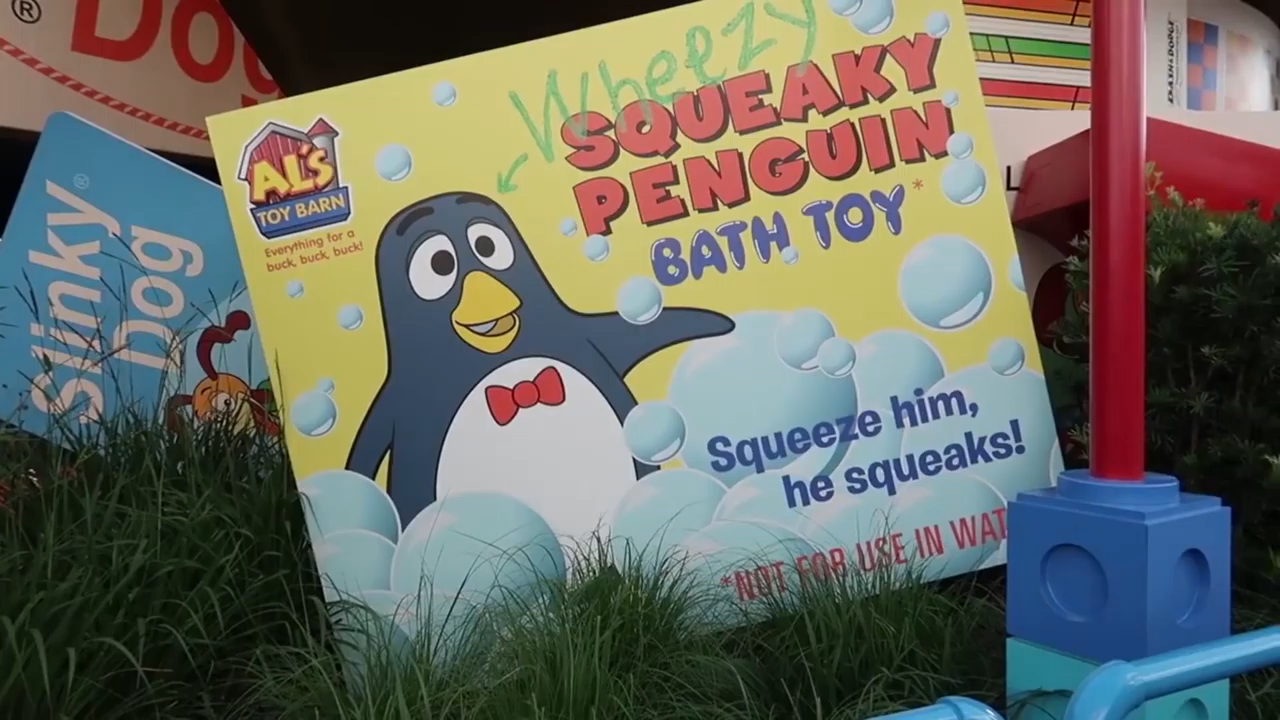 ® Dog
Slinky®
Dog
AL'S
TOY BARN
Everything for a
buck, buck, buck!
Wheezy
SQUEAKY
PENGUIN
BATH TOY*
Squeeze him,
he squeaks!
*NOT FOR USE IN WAT